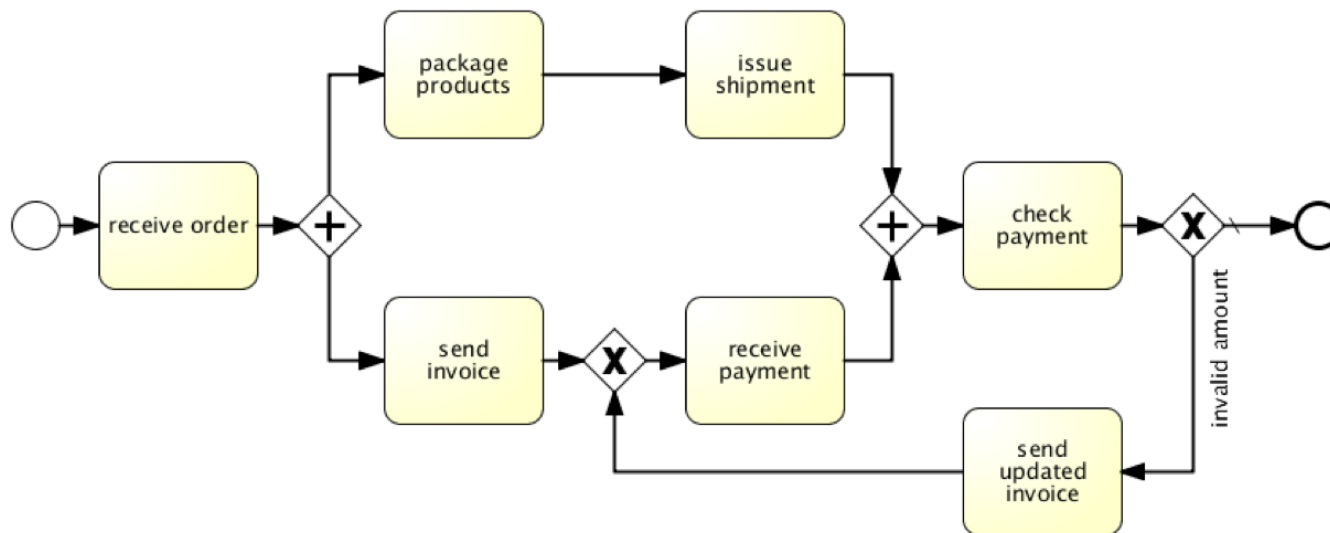 package
products
issue
shipment
receive order
check
payment
send
invoice
receive
payment
invalid amount
send
updated
invoice